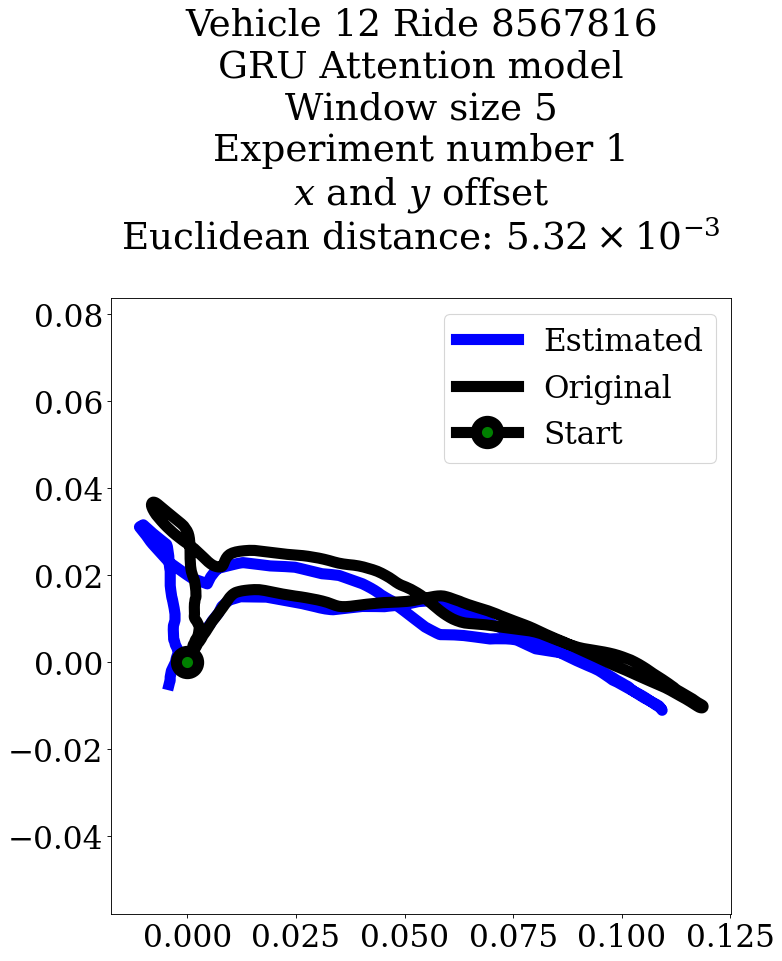 Vehicle 12 Ride 8567816
GRU Attention model
Window size 5
Experiment number 1
x and y offset
Euclidean distance: 5.32 × 10⁻³
Estimated
Original
Start
0.08
0.06
0.04
0.02
0.00
−0.02
−0.04
0.000 0.025 0.050 0.075 0.100 0.125